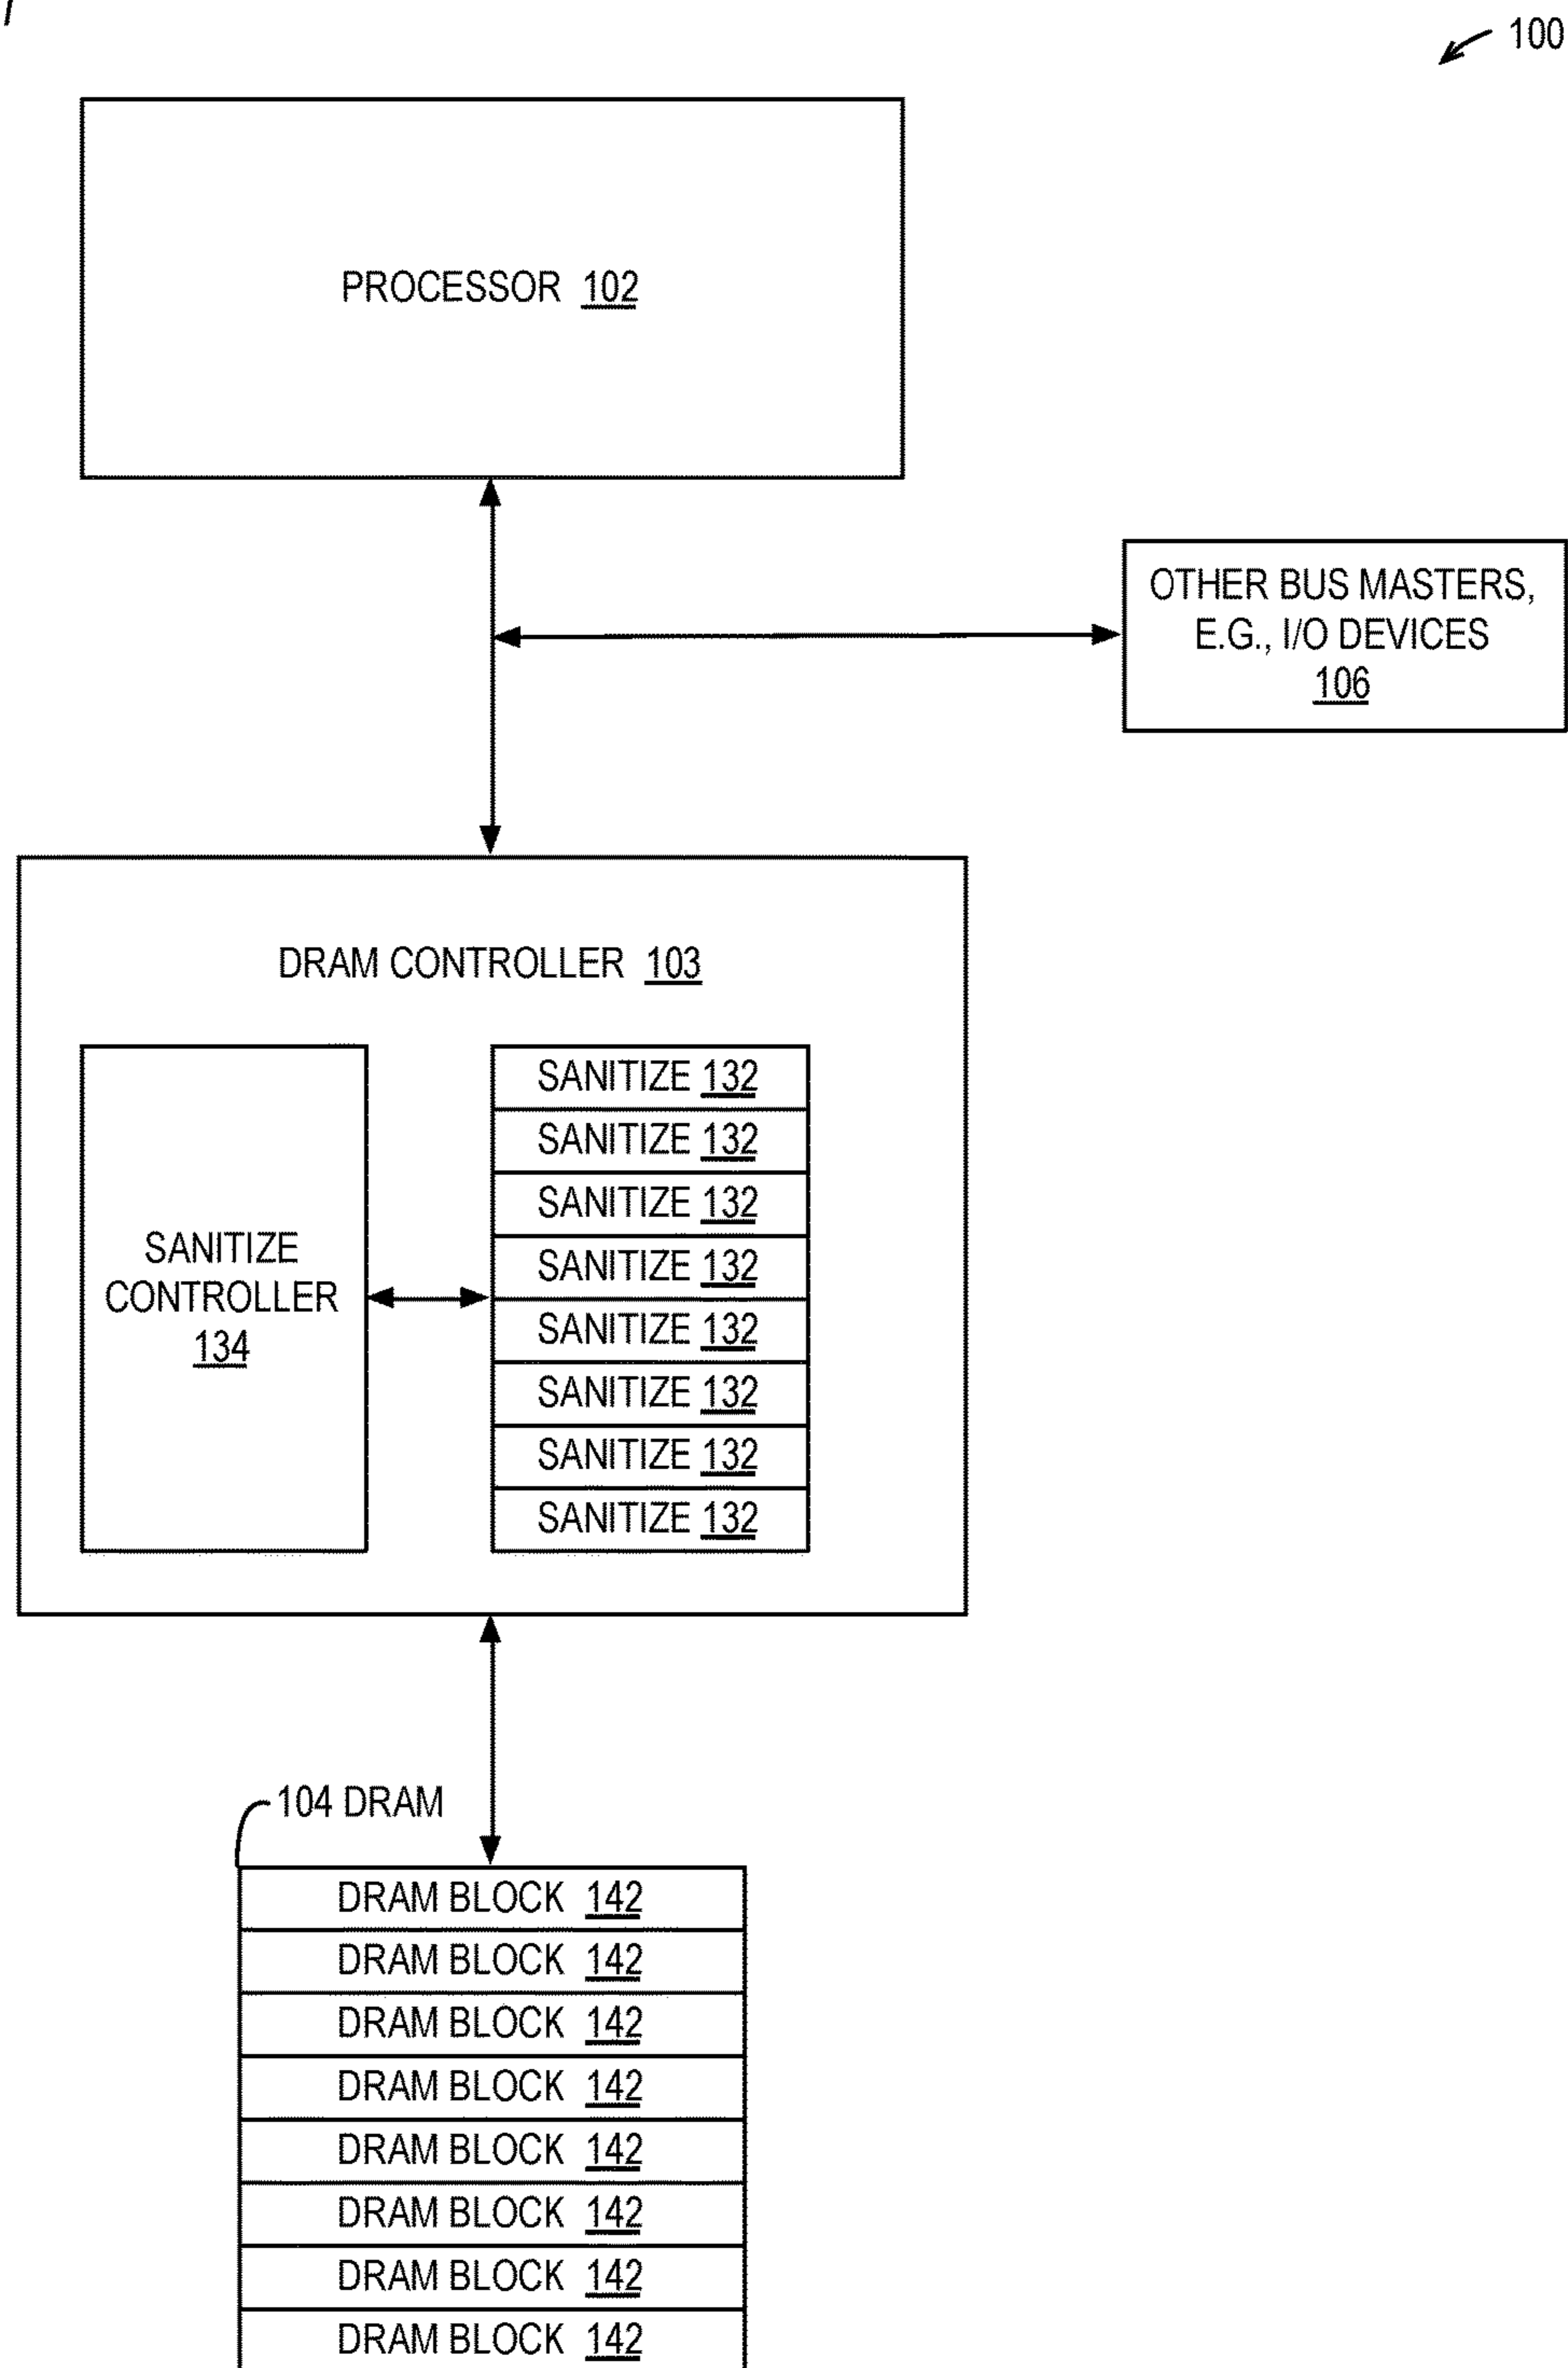 100
PROCESSOR 102
OTHER BUS MASTERS,
E.G., I/O DEVICES
106
DRAM CONTROLLER 103
SANITIZE
CONTROLLER
134
SANITIZE 132
SANITIZE 132
SANITIZE 132
SANITIZE 132
SANITIZE 132
SANITIZE 132
SANITIZE 132
SANITIZE 132
104 DRAM
DRAM BLOCK 142
DRAM BLOCK 142
DRAM BLOCK 142
DRAM BLOCK 142
DRAM BLOCK 142
DRAM BLOCK 142
DRAM BLOCK 142
DRAM BLOCK 142